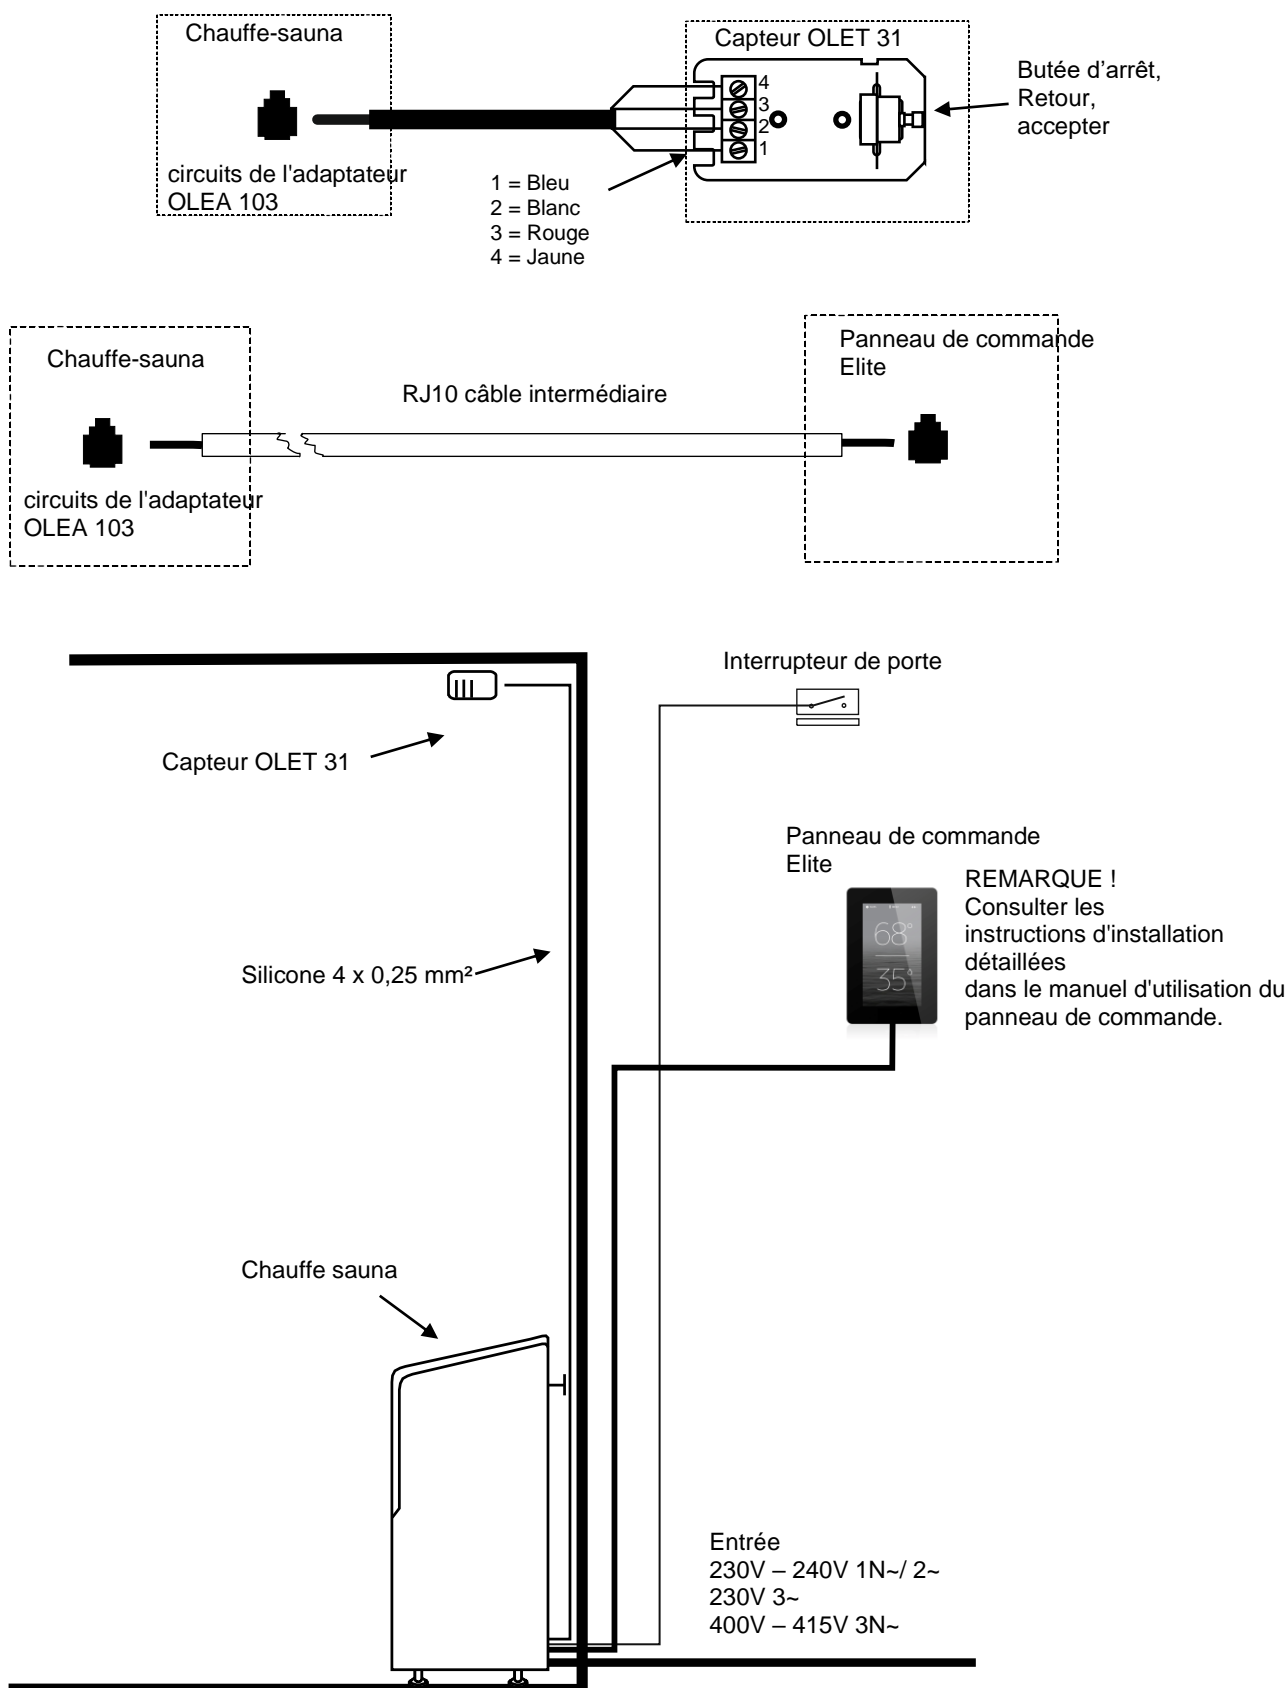 Chauffe-sauna
Capteur OLET 31
Butée d’arrêt,
Retour,
accepter
4
3
2
1
circuits de l'adaptateur
OLEA 103
1 = Bleu
2 = Blanc
3 = Rouge
4 = Jaune
Chauffe-sauna
Panneau de commande
Elite
RJ10 câble intermédiaire
circuits de l'adaptateur
OLEA 103
Interrupteur de porte
Capteur OLET 31
Panneau de commande
Elite
REMARQUE !
Consulter les
instructions d'installation
détaillées
dans le manuel d'utilisation du
panneau de commande.
68°
35°
Silicone 4 x 0,25 mm²
Chauffe sauna
Entrée
230V – 240V 1N~/ 2~
230V 3~
400V – 415V 3N~